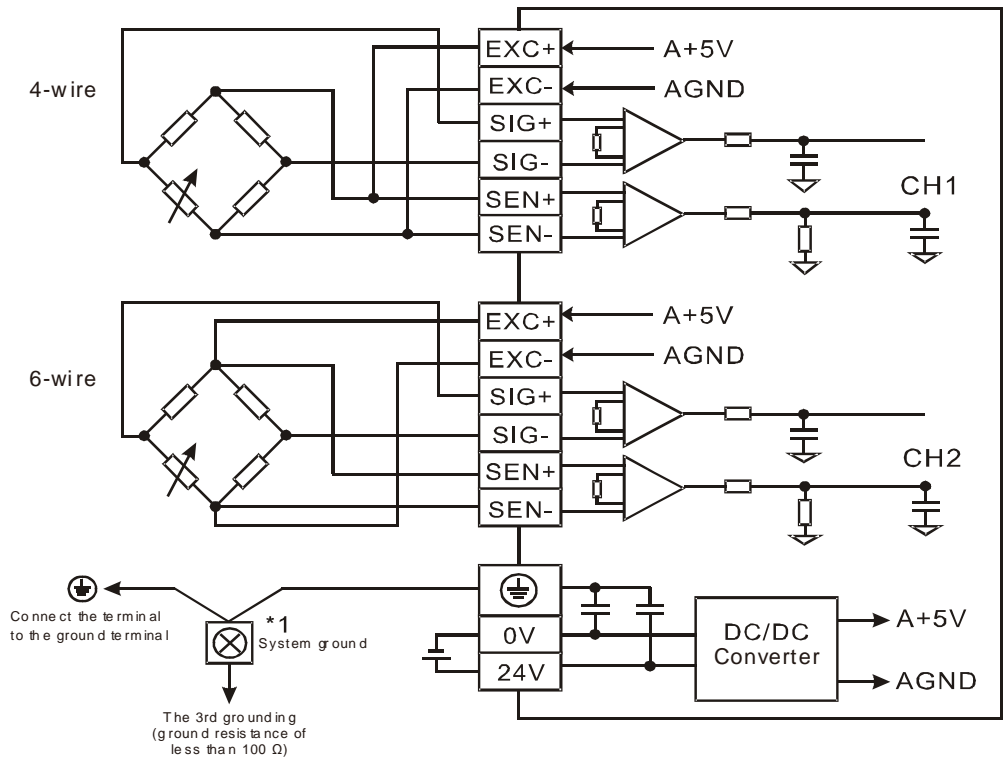 4-wire
EXC+
A+5V
EXC-
AGND
SIG+
SIG-
SEN+
CH1
SEN-
6-wire
EXC+
A+5V
EXC-
AGND
SIG+
SIG-
SEN+
CH2
SEN-
Connect the terminal
to the ground terminal
*1
System ground
The 3rd grounding
(ground resistance of
less than 100 Ω)
0V
24V
DC/DC
Converter
A+5V
AGND